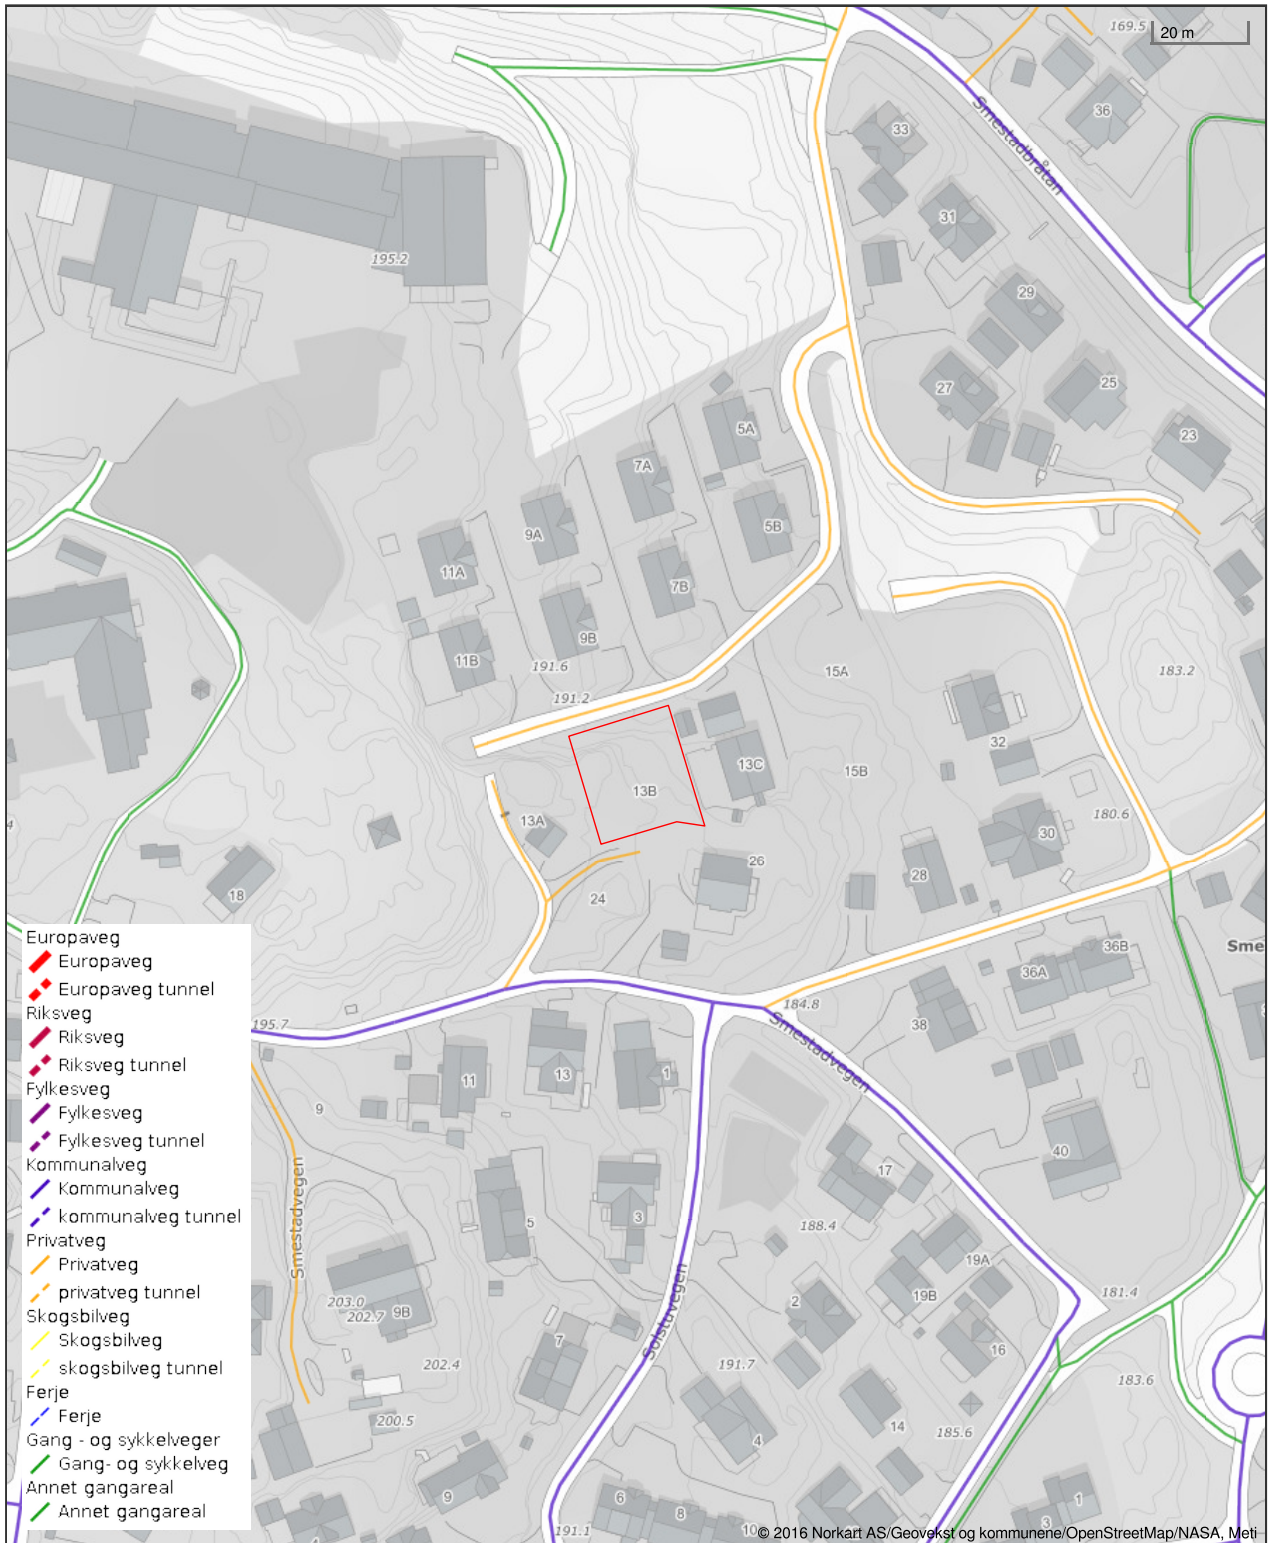 169.5
20 m
36
33
Smestadbråtan
31
195.2
29
27
25
23
5A
7A
5B
9A
11A
7B
9B
11B
191.6
191.2
15A
183.2
32
13C
15B
13B
13A
180.6
30
26
28
18
24
36B
Sme
36A
184.8
38
195.7
Smestadvegen
11
13
1
9
40
17
Smestadvegen
5
3
188.4
19A
19B
181.4
203.0
202.7
9B
2
16
Solstuvegen
7
202.4
191.7
183.6
200.5
14
185.6
4
9
6
8
10
1
3
191.1
Europaveg
Europaveg
Europaveg tunnel
Riksveg
Riksveg
Riksveg tunnel
Fylkesveg
Fylkesveg
Fylkesveg tunnel
Kommunalveg
Kommunalveg
kommunalveg tunnel
Privatveg
Privatveg
privatveg tunnel
Skogsbilveg
Skogsbilveg
skogsbilveg tunnel
Ferje
Ferje
Gang - og sykkelveger
Gang- og sykkelveg
Annet gangareal
Annet gangareal
© 2016 Norkart AS/Geovekst og kommunene/OpenStreetMap/NASA, Meti